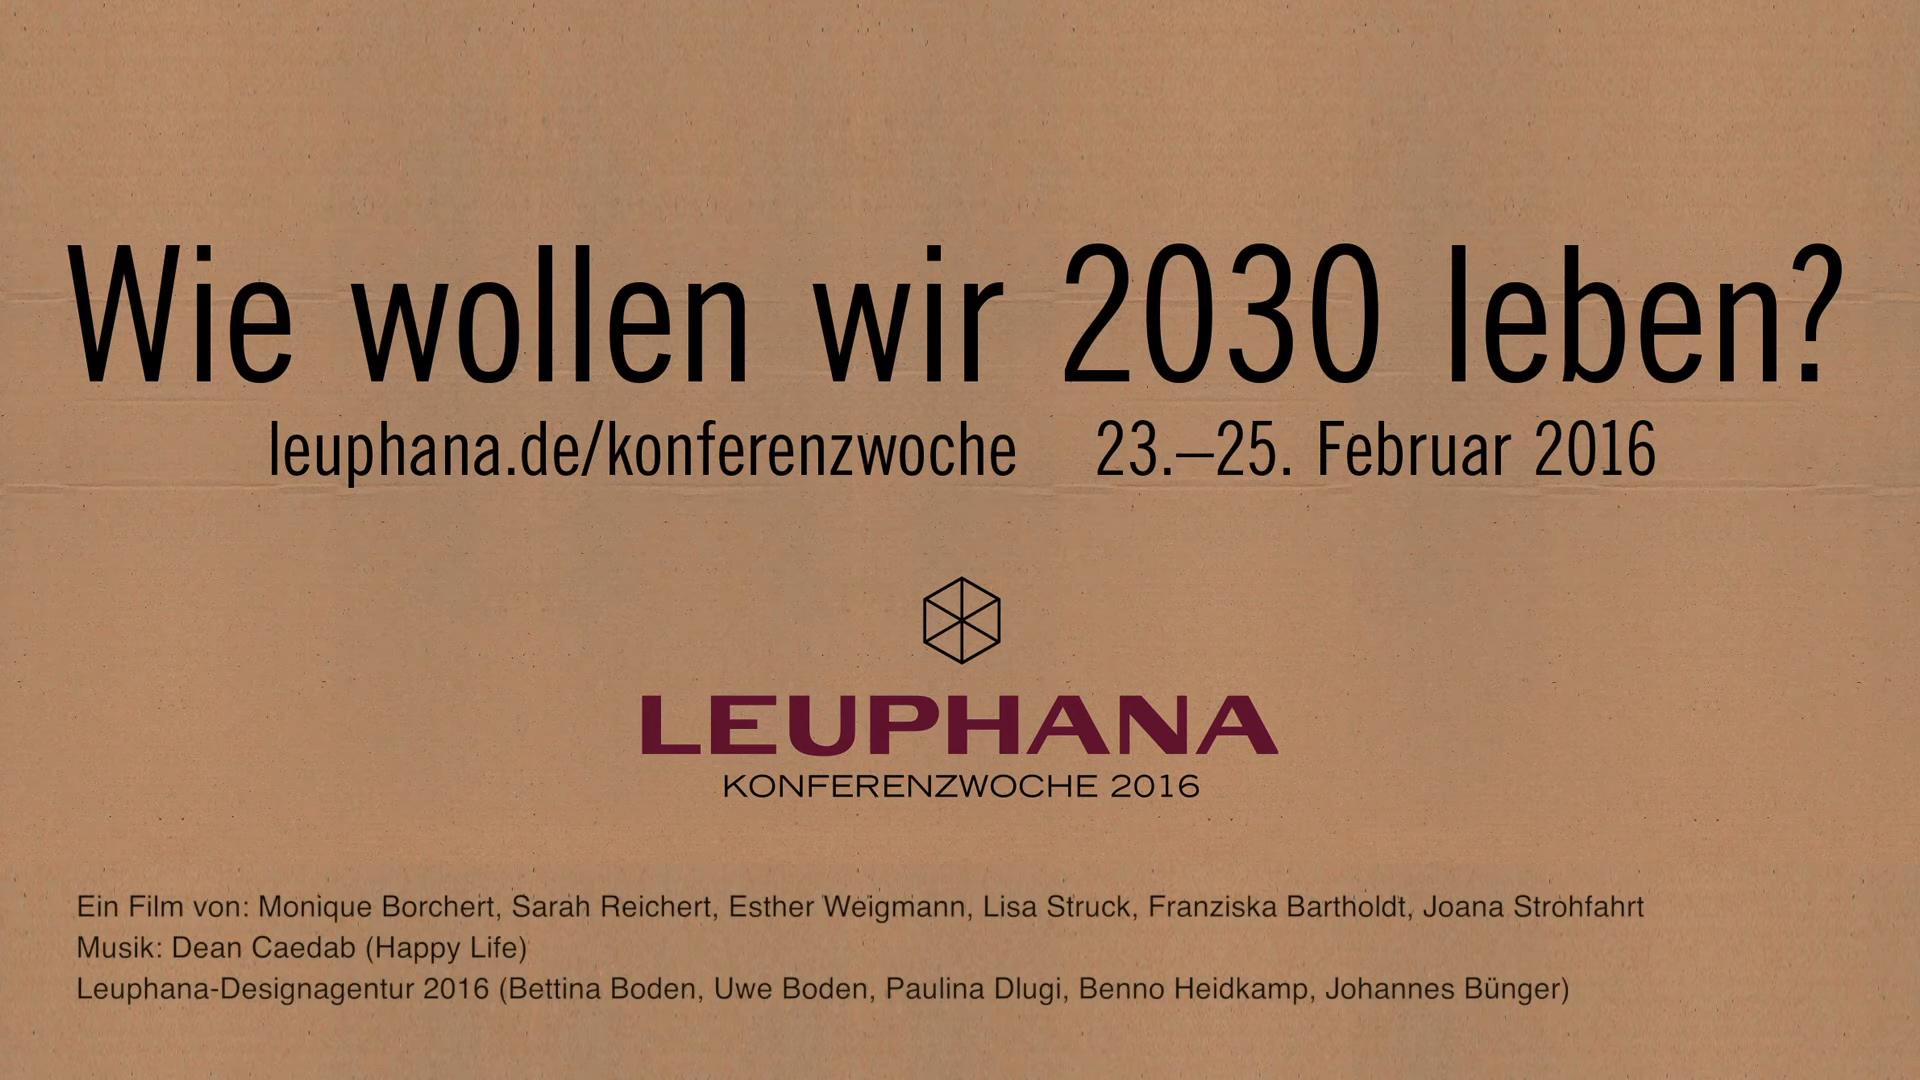 Wie wollen wir 2030 leben?
leuphana.de/konferenzwoche 23.–25. Februar 2016
LEUPHANA
KONFERENZWOCHE 2016
Ein Film von: Monique Borchert, Sarah Reichert, Esther Weigmann, Lisa Struck, Franziska Bartholdt, Joana Strohfahrt
Musik: Dean Caedab (Happy Life)
Leuphana-Designagentur 2016 (Bettina Boden, Uwe Boden, Paulina Dlugi, Benno Heidkamp, Johannes Bünger)